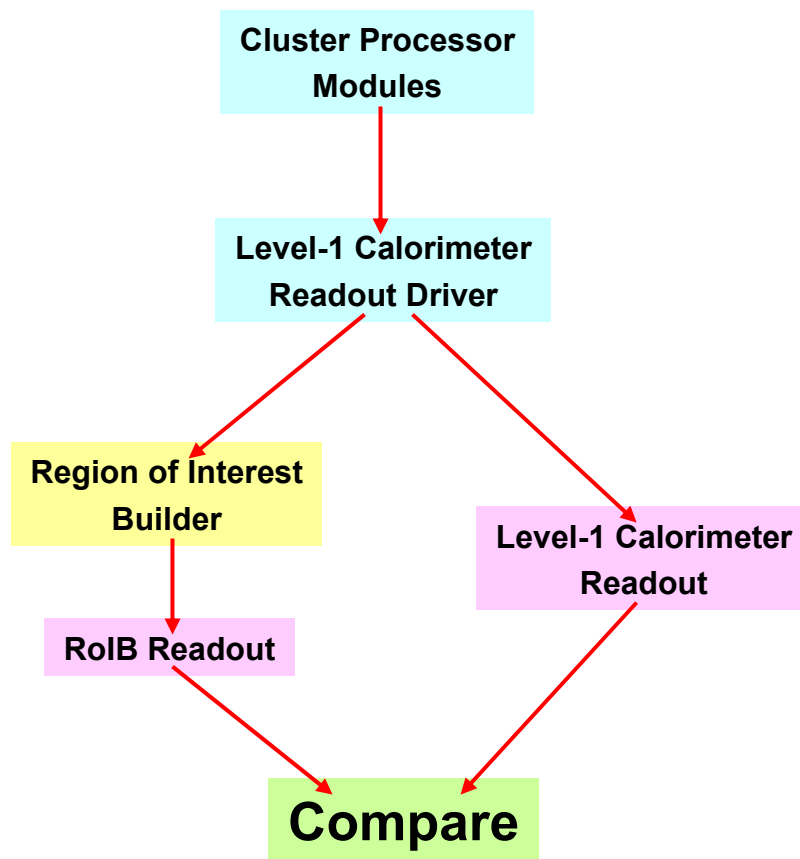 Cluster Processor
Modules
Level-1 Calorimeter
Readout Driver
Region of Interest
Builder
Level-1 Calorimeter
Readout
RoIB Readout
Compare